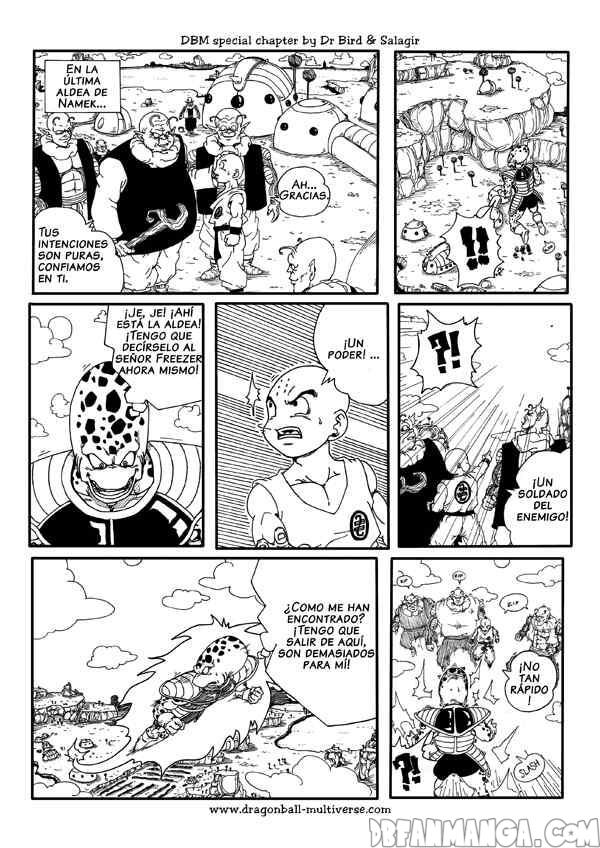 DBM special chapter by Dr Bird & Salagir
En la
última
aldea de
Namek...
Ah...
Gracias.
Tus
intenciones
son puras,
confiamos
en ti.
!!
¡Je, je! ¡Ahí
está la aldea!
¡Tengo que
decírselo al
señor Freezer
ahora mismo!
¡Un
poder! ...
?!
¡Un
soldado
del
enemigo!
¿Como me han
encontrado?
¡Tengo que
salir de aquí,
son demasiados
para mí!
ZIP
ZIP
ZIP
¡No
tan
rápido
!
?!
SLASH
www.dragonball-multiverse.com
DBFANMANGA.COM